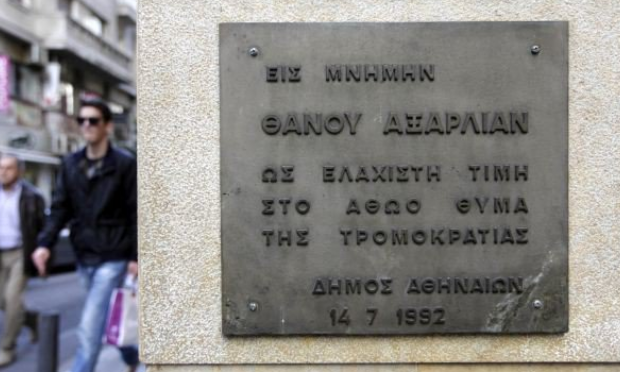 ΕΙΣ ΜΝΗΜΗΝ
ΘΑΝΟΥ ΑΞΑΡΛΙΑΝ
ΩΣ ΕΛΑΧΙΣΤΗ ΤΙΜΗ
ΣΤΟ ΑΘΩΟ ΘΥΜΑ
ΤΗΣ ΤΡΟΜΟΚΡΑΤΙΑΣ
ΔΗΜΟΣ ΑΘΗΝΑΙΩΝ
14 7 1992